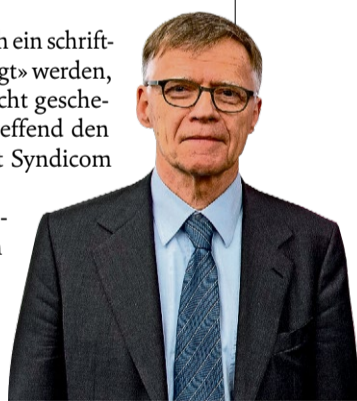 n ein schrift-
gt» werden,
cht gesche-
effend den
t Syndicom
-
n